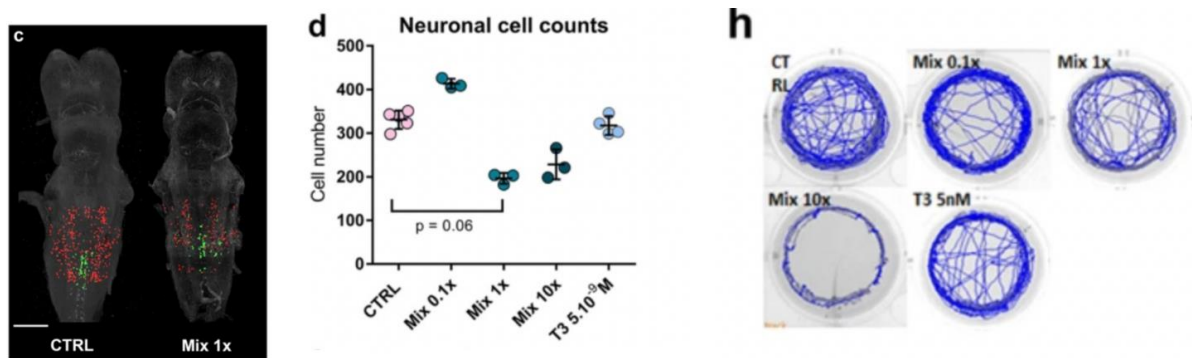 c
CTRL
Mix 1x
d
Neuronal cell counts
Cell number
500
400
300
200
100
0
p = 0.06
CTRL
Mix 0.1x
Mix 1x
Mix 10x
T3 5.10⁻⁹M
h
CT
RL
Mix 0.1x
Mix 1x
Mix 10x
T3 5nM